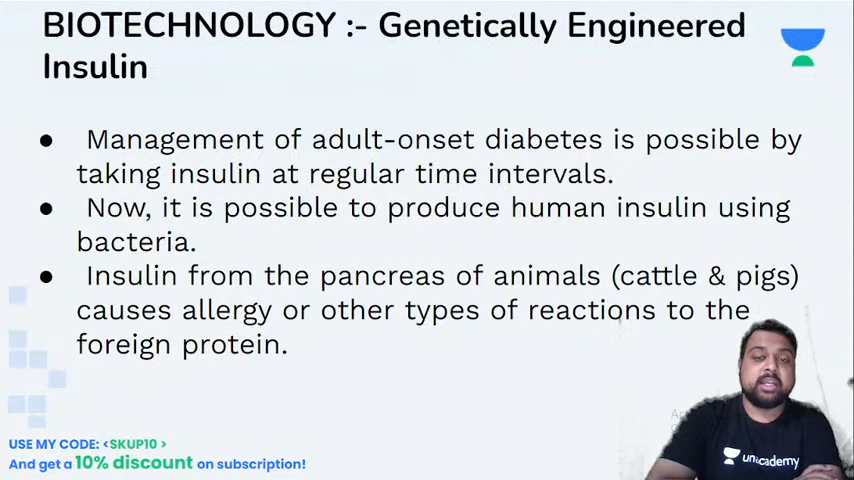 BIOTECHNOLOGY :- Genetically Engineered
Insulin
● Management of adult-onset diabetes is possible by
taking insulin at regular time intervals.
● Now, it is possible to produce human insulin using
bacteria.
● Insulin from the pancreas of animals (cattle & pigs)
causes allergy or other types of reactions to the
foreign protein.
USE MY CODE: <SKUP10 >
And get a 10% discount on subscription!
unacademy